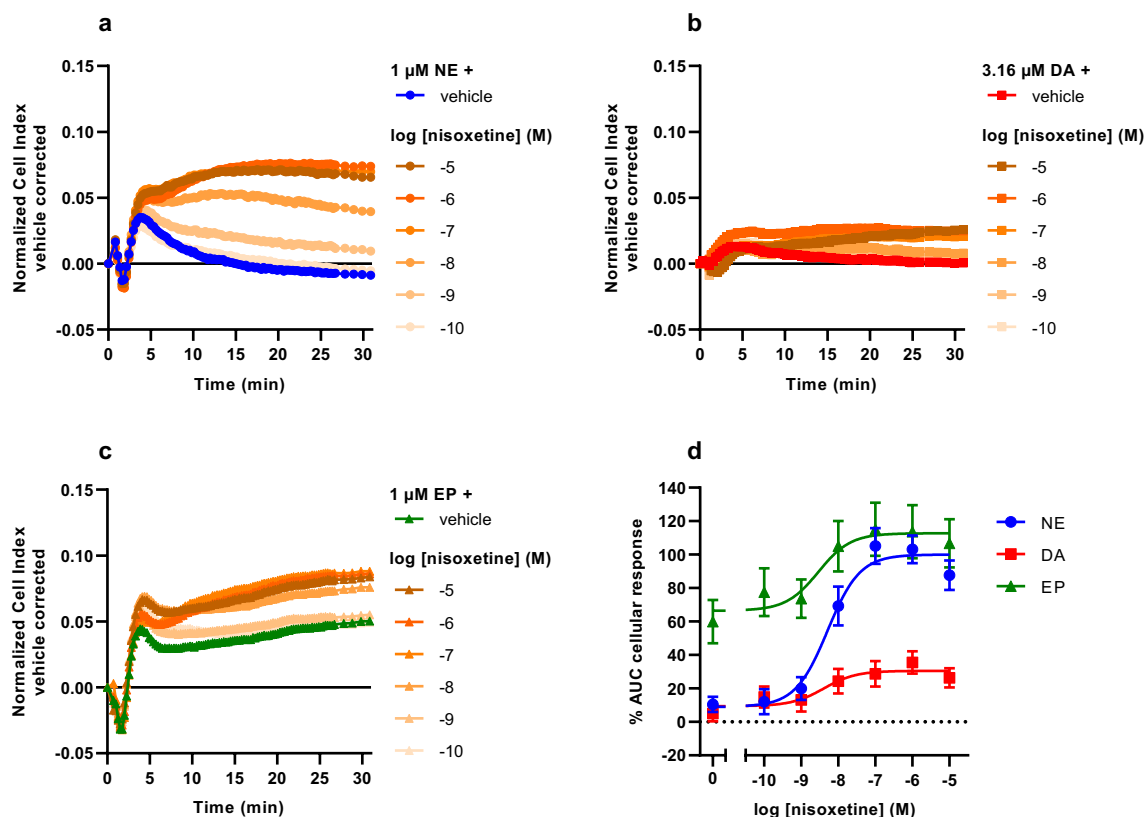 a
0.15
0.10
0.05
0.00
-0.05
Normalized Cell Index
vehicle corrected
0 5 10 15 20 25 30
Time (min)
1 µM NE +
vehicle
log [nisoxetine] (M)
-5
-6
-7
-8
-9
-10
b
0.15
0.10
0.05
0.00
-0.05
Normalized Cell Index
vehicle corrected
0 5 10 15 20 25 30
Time (min)
3.16 µM DA +
vehicle
log [nisoxetine] (M)
-5
-6
-7
-8
-9
-10
c
0.15
0.10
0.05
0.00
-0.05
Normalized Cell Index
vehicle corrected
0 5 10 15 20 25 30
Time (min)
1 µM EP +
vehicle
log [nisoxetine] (M)
-5
-6
-7
-8
-9
-10
d
140
120
100
80
60
40
20
0
-20
% AUC cellular response
0 -10 -9 -8 -7 -6 -5
log [nisoxetine] (M)
NE
DA
EP